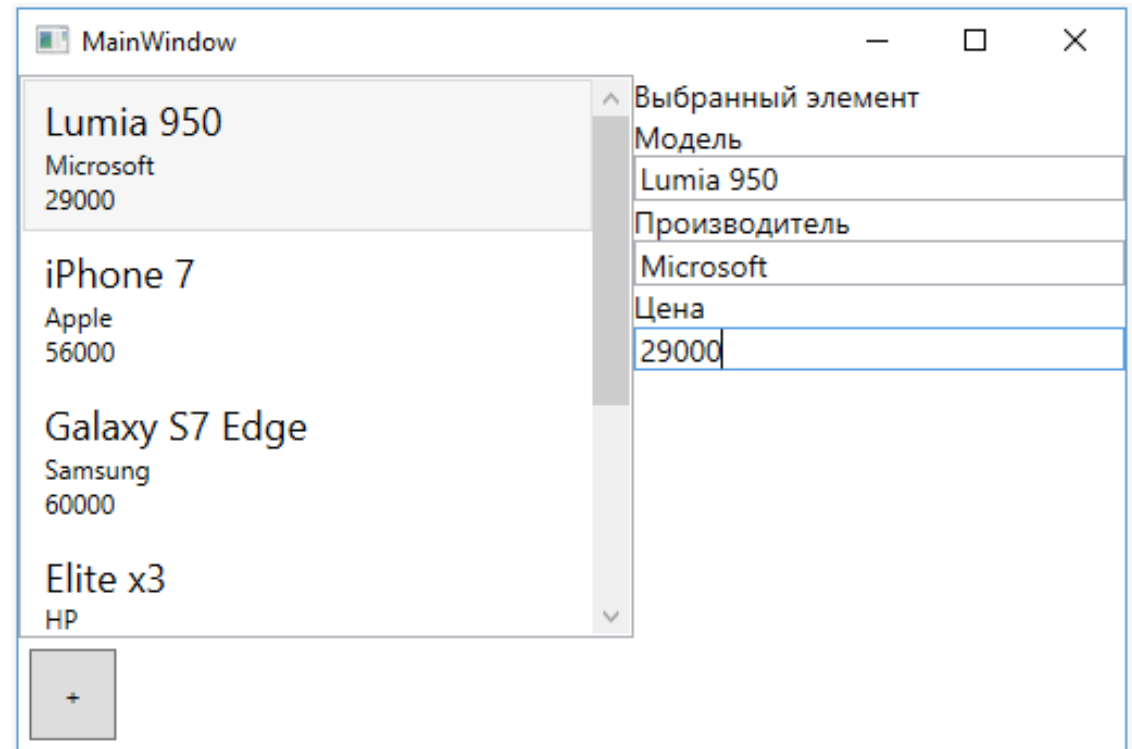 MainWindow
Lumia 950
Microsoft
29000
iPhone 7
Apple
56000
Galaxy S7 Edge
Samsung
60000
Elite x3
HP
+
Выбранный элемент
Модель
Lumia 950
Производитель
Microsoft
Цена
29000